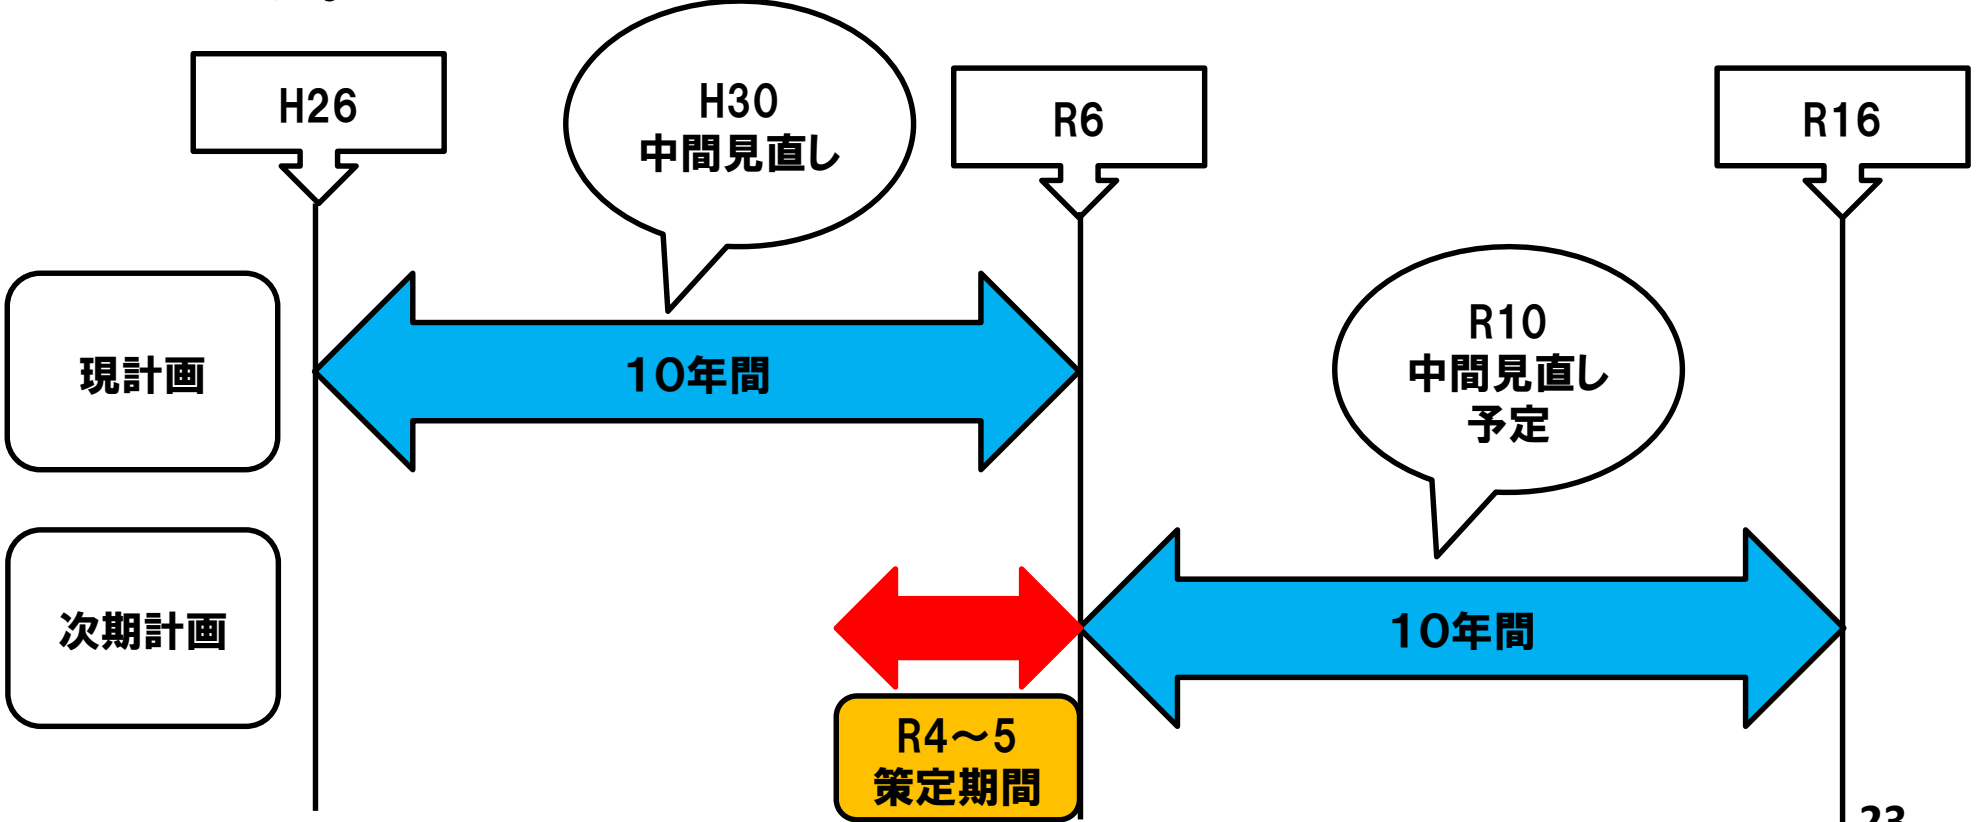 H26
H30
中間見直し
R6
R16
現計画
10年間
R10
中間見直し
予定
次期計画
10年間
R4～5
策定期間
23